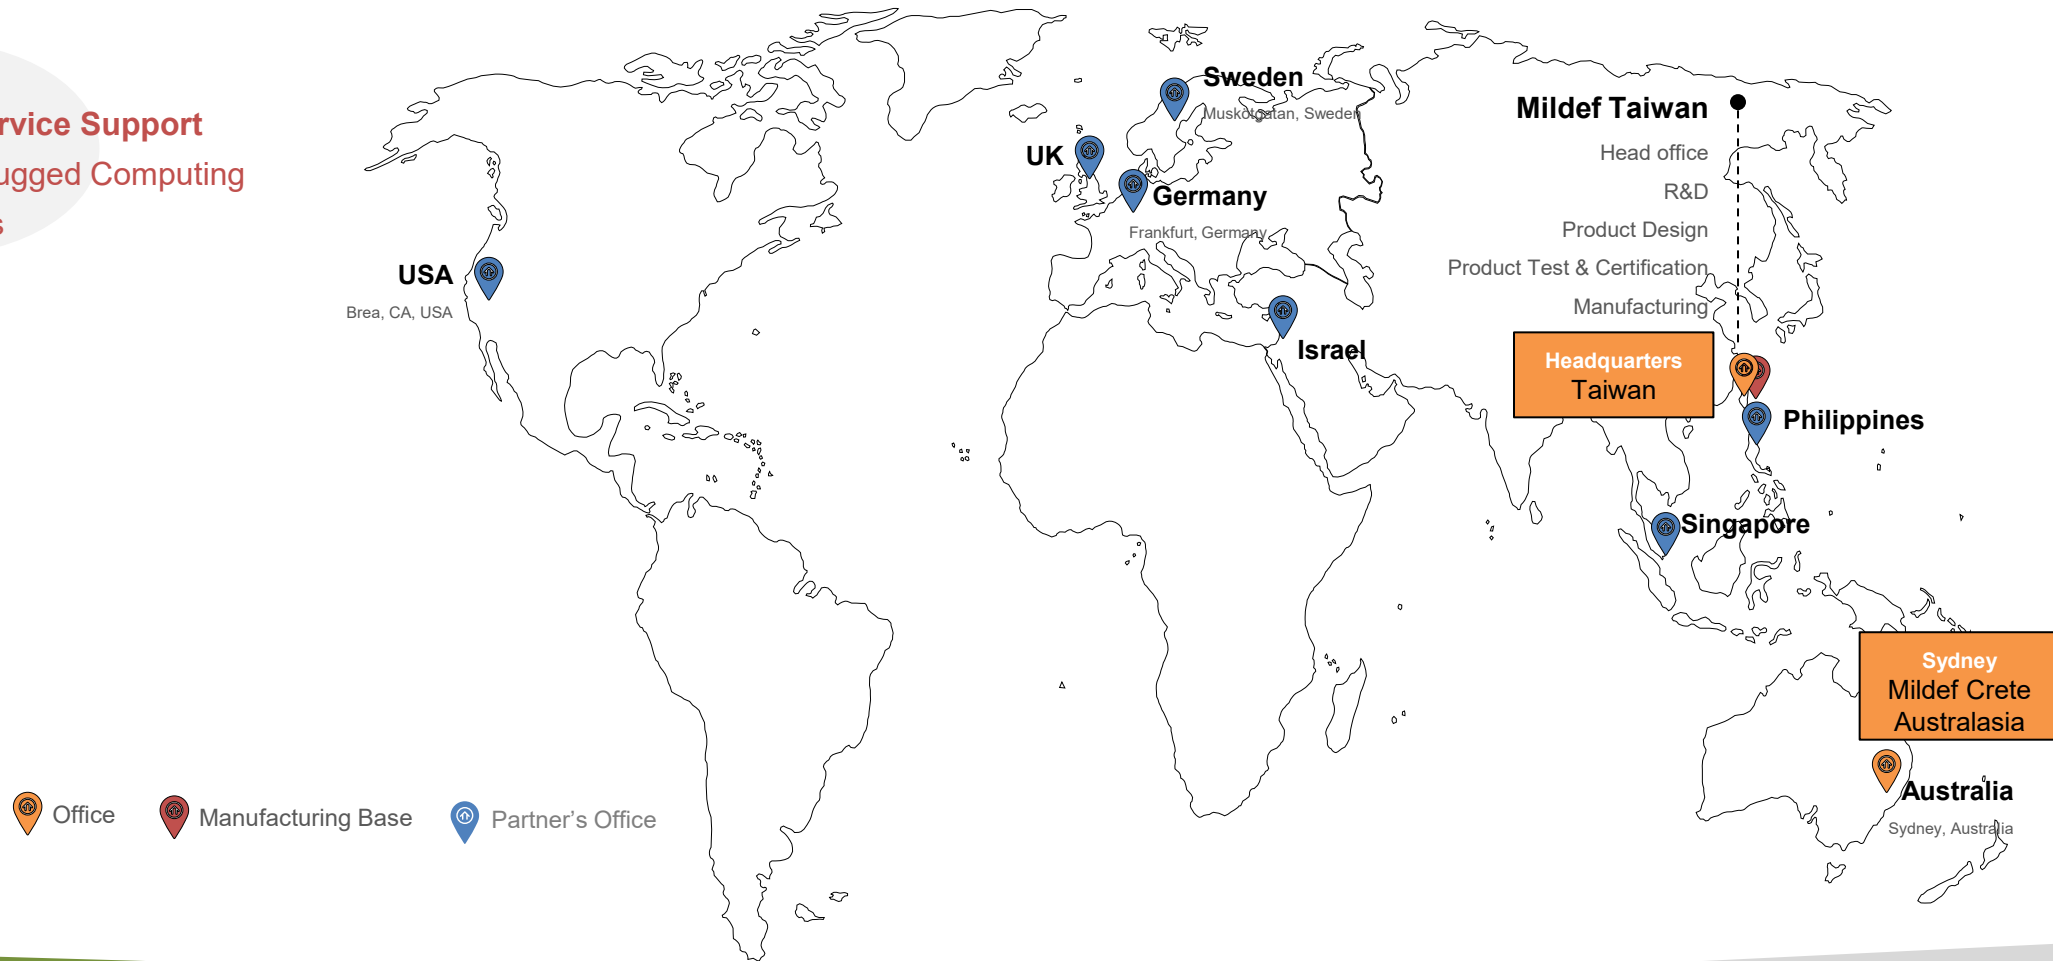 rvice Support
ugged Computing
s
Sweden
Muskötgatan, Sweden
UK
Germany
Frankfurt, Germany
USA
Brea, CA, USA
Israel
Mildef Taiwan
Head office
R&D
Product Design
Product Test & Certification
Manufacturing
Headquarters
Taiwan
Philippines
Singapore
Sydney
Mildef Crete
Australasia
Australia
Sydney, Australia
Office
Manufacturing Base
Partner’s Office